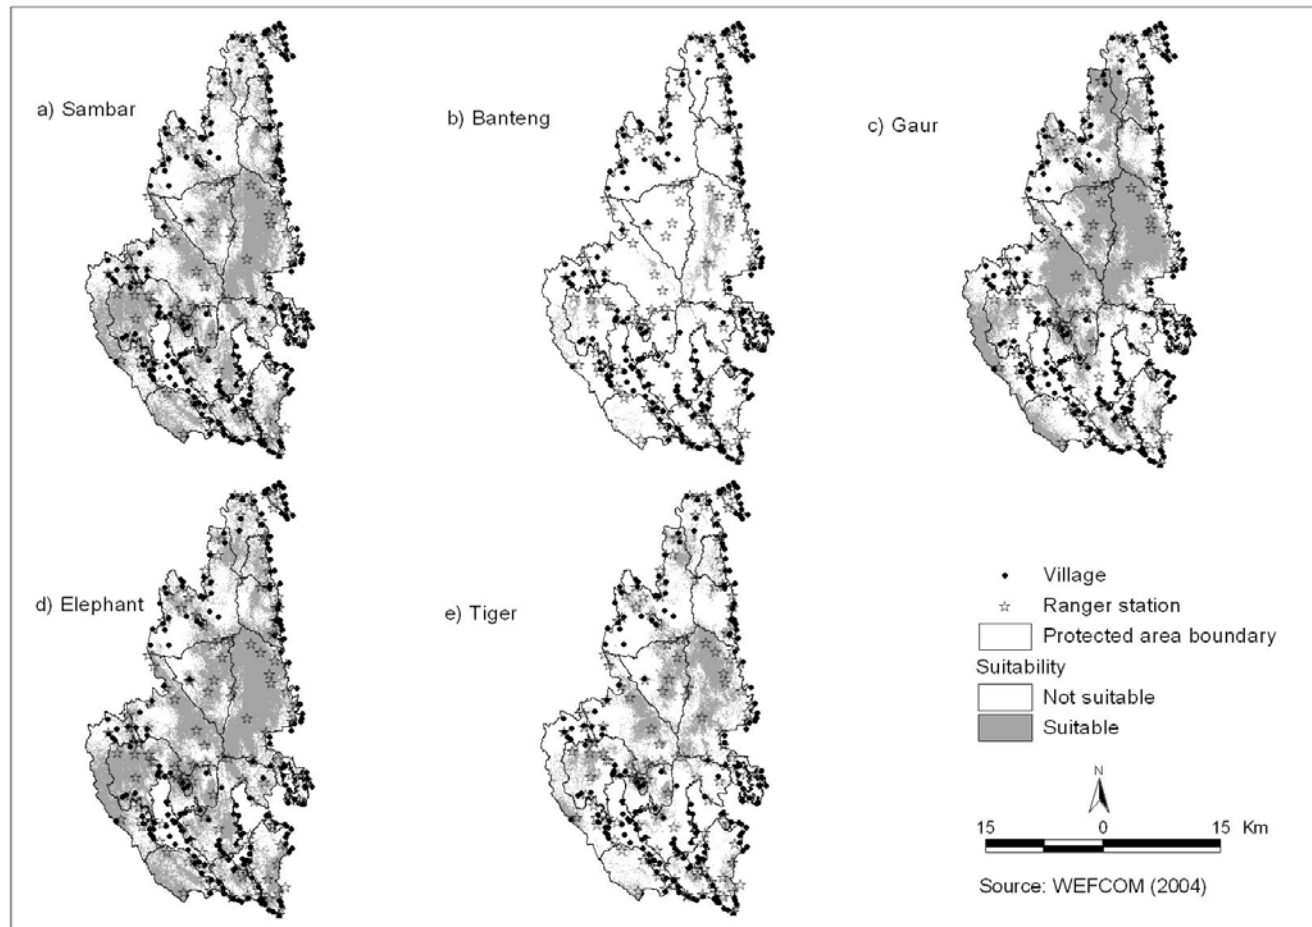 a) Sambar
b) Banteng
c) Gaur
d) Elephant
e) Tiger
Village
Ranger station
Protected area boundary
Suitability
Not suitable
Suitable
N
15 0 15 Km
Source: WEFCOM (2004)